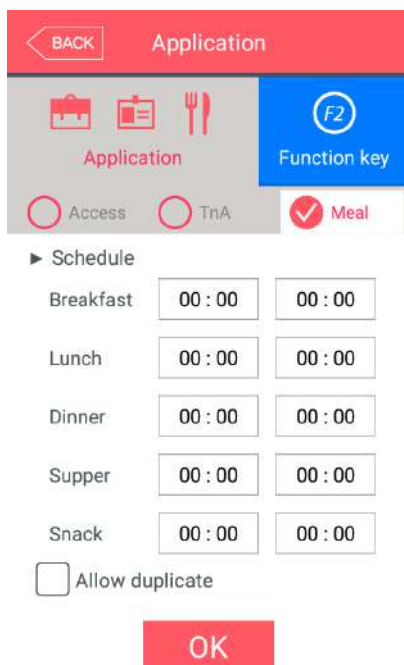 BACK Application
F2
Application Function key
Access TnA Meal
► Schedule
Breakfast 00 : 00 00 : 00
Lunch 00 : 00 00 : 00
Dinner 00 : 00 00 : 00
Supper 00 : 00 00 : 00
Snack 00 : 00 00 : 00
Allow duplicate
OK